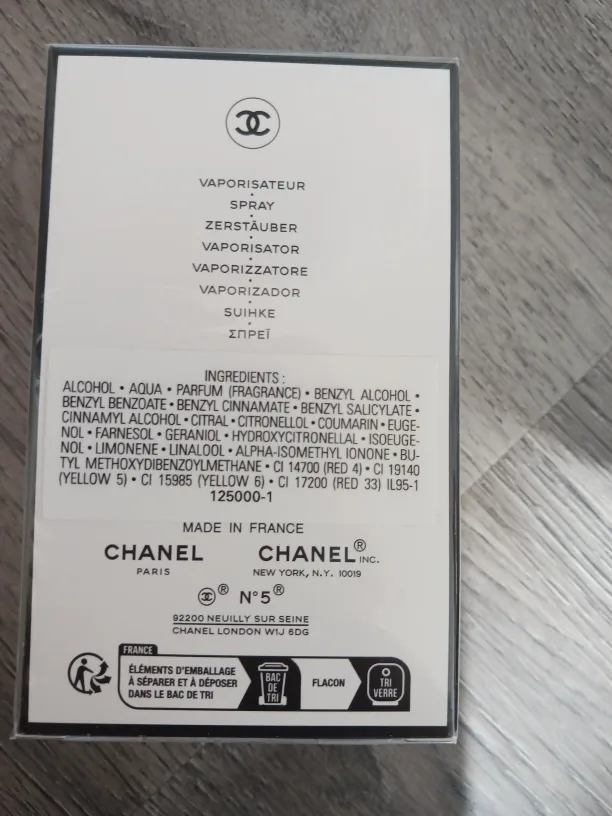 VAPORISATEUR
SPRAY
ZERSTÄUBER
VAPORISATOR
VAPORIZZATORE
VAPORIZADOR
SUIHKE
ΣΠΡΕΪ
INGREDIENTS :
ALCOHOL • AQUA • PARFUM (FRAGRANCE) • BENZYL ALCOHOL •
BENZYL BENZOATE • BENZYL CINNAMATE • BENZYL SALICYLATE •
CINNAMYL ALCOHOL • CITRAL • CITRONELLOL • COUMARIN • EUGE-
NOL • FARNESOL • GERANIOL • HYDROXYCITRONELLAL • ISOEUGE-
NOL • LIMONENE • LINALOOL • ALPHA-ISOMETHYL IONONE • BU-
TYL METHOXYDIBENZOYLMETHANE • CI 14700 (RED 4) • CI 19140
(YELLOW 5) • CI 15985 (YELLOW 6) • CI 17200 (RED 33) IL95-1
125000-1
MADE IN FRANCE
CHANEL CHANEL® INC.
PARIS NEW YORK, N.Y. 10019
® N°5®
92200 NEUILLY SUR SEINE
CHANEL LONDON W1J 6DG
FRANCE
ÉLÉMENTS D'EMBALLAGE
À SÉPARER ET À DÉPOSER
DANS LE BAC DE TRI
BAC
DE
TRI
FLACON
TRI
VERRE